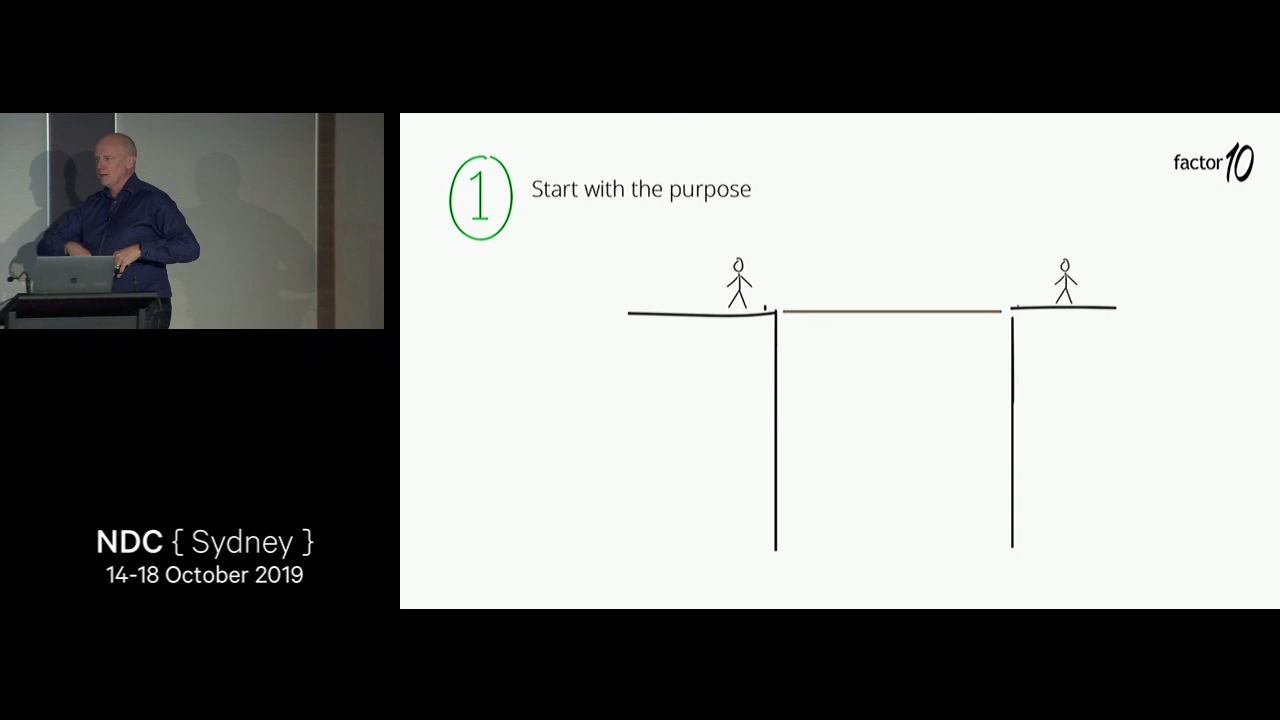 1
Start with the purpose
factor10
NDC { Sydney }
14-18 October 2019